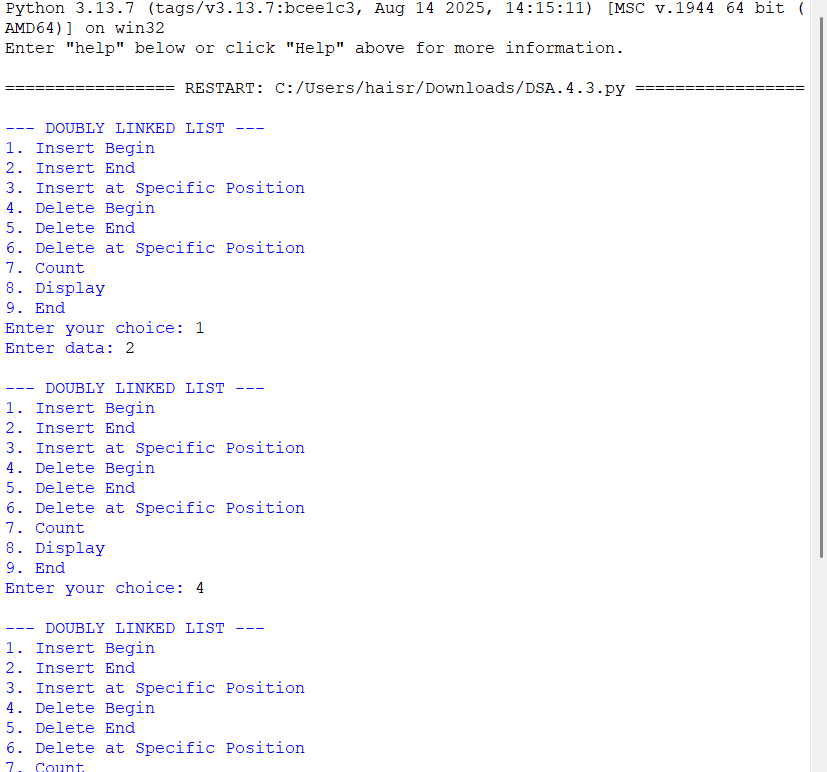 Python 3.13.7 (tags/v3.13.7:bcee1c3, Aug 14 2025, 14:15:11) [MSC v.1944 64 bit (
AMD64)] on win32
Enter "help" below or click "Help" above for more information.
================= RESTART: C:/Users/haisr/Downloads/DSA.4.3.py =================
--- DOUBLY LINKED LIST ---
1. Insert Begin
2. Insert End
3. Insert at Specific Position
4. Delete Begin
5. Delete End
6. Delete at Specific Position
7. Count
8. Display
9. End
Enter your choice: 1
Enter data: 2
--- DOUBLY LINKED LIST ---
1. Insert Begin
2. Insert End
3. Insert at Specific Position
4. Delete Begin
5. Delete End
6. Delete at Specific Position
7. Count
8. Display
9. End
Enter your choice: 4
--- DOUBLY LINKED LIST ---
1. Insert Begin
2. Insert End
3. Insert at Specific Position
4. Delete Begin
5. Delete End
6. Delete at Specific Position
7. Count